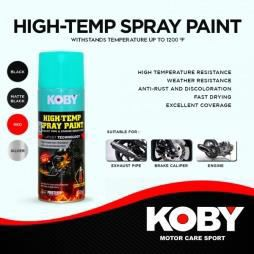 HIGH-TEMP SPRAY PAINT
WITHSTANDS TEMPERATURE UP TO 1200 °F
BLACK
MATTE BLACK
RED
SILVER
KOBY
HIGH-TEMP
SPRAY PAINT
TECHNOLOGY
HIGH TEMPERATURE RESISTANCE
WEATHER RESISTANCE
ANTI-RUST AND DISCOLORATION
FAST DRYING
EXCELLENT COVERAGE
SUITABLE FOR :
EXHAUST PIPE
BRAKE CALIPER
ENGINE
KOBY
MOTOR CARE SPORT